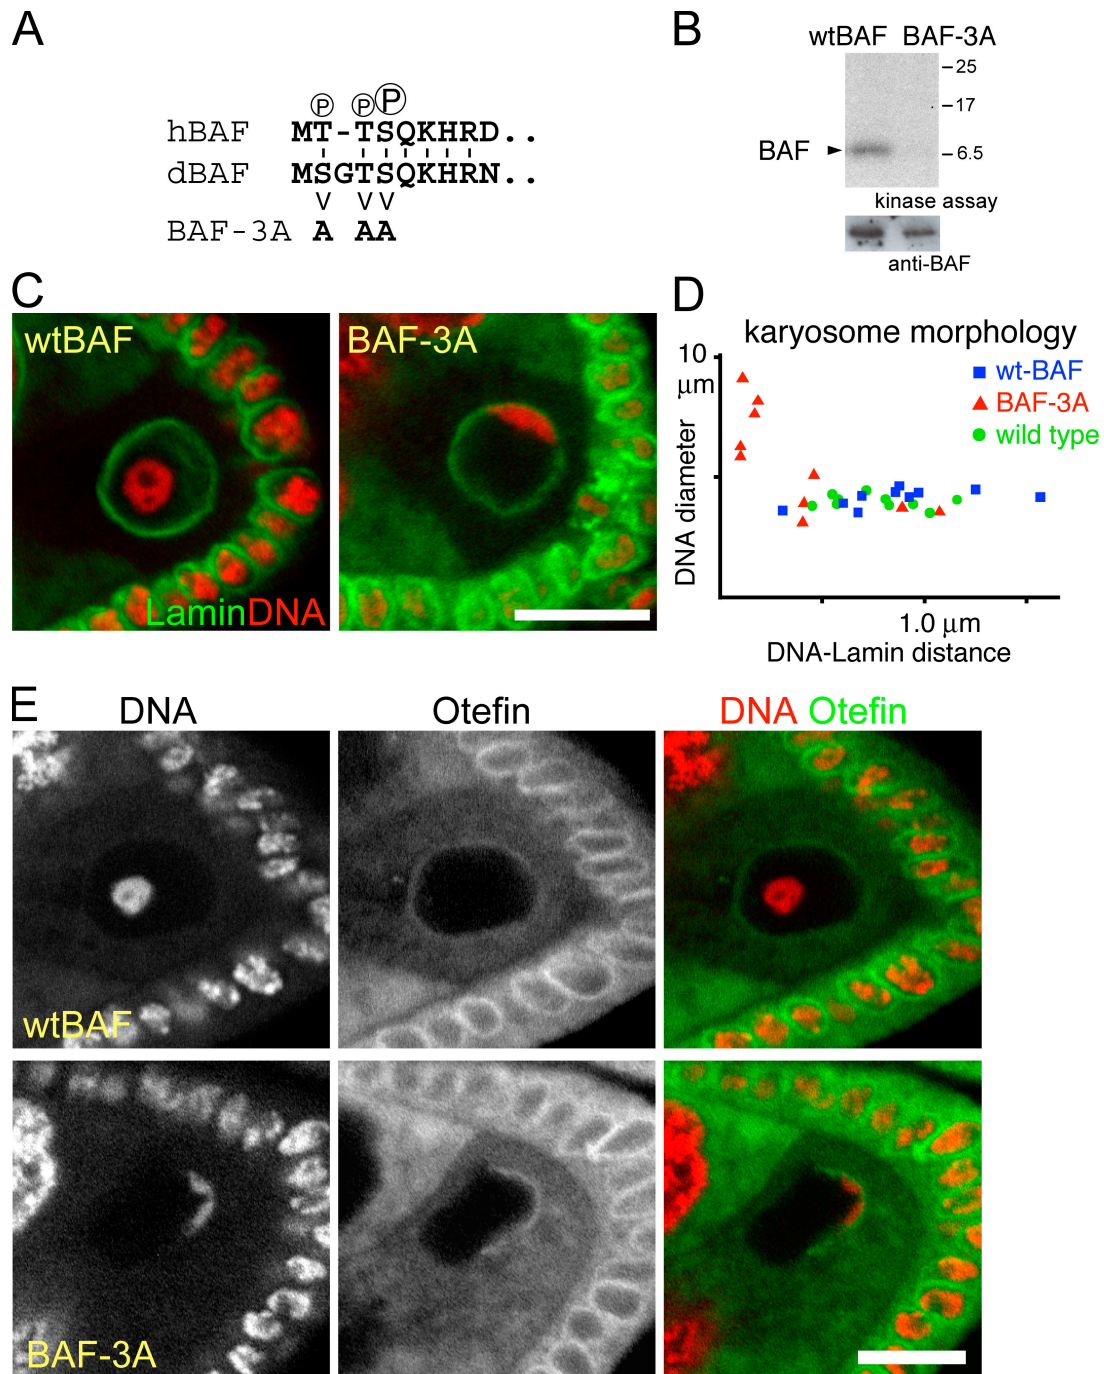 A
P P P
hBAF MT-TSQKHRD..
dBAF MSGTSQKHRN..
V V V
BAF-3A A AA
B
wtBAF BAF-3A
25
17
BAF
6.5
kinase assay
anti-BAF
C
wtBAF
LaminDNA
BAF-3A
D
karyosome morphology
10
μm
wt-BAF
BAF-3A
wild type
DNA diameter
1.0 μm
DNA-Lamin distance
E
DNA
Otefin
DNA Otefin
wtBAF
BAF-3A